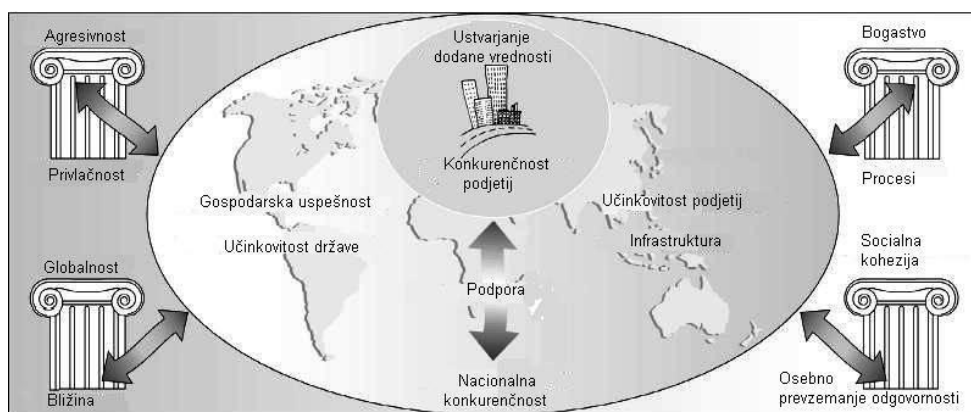 Agresivnost
Privlačnost
Globalnost
Bližina
Ustvarjanje
dodane vrednosti
Konkurenčnost
podjetij
Gospodarska uspešnost
Učinkovitost podjetij
Učinkovitost države
Infrastruktura
Podpora
Nacionalna
konkurenčnost
Bogastvo
Procesi
Socialna
kohezija
Osebno
prevzemanje odgovornosti